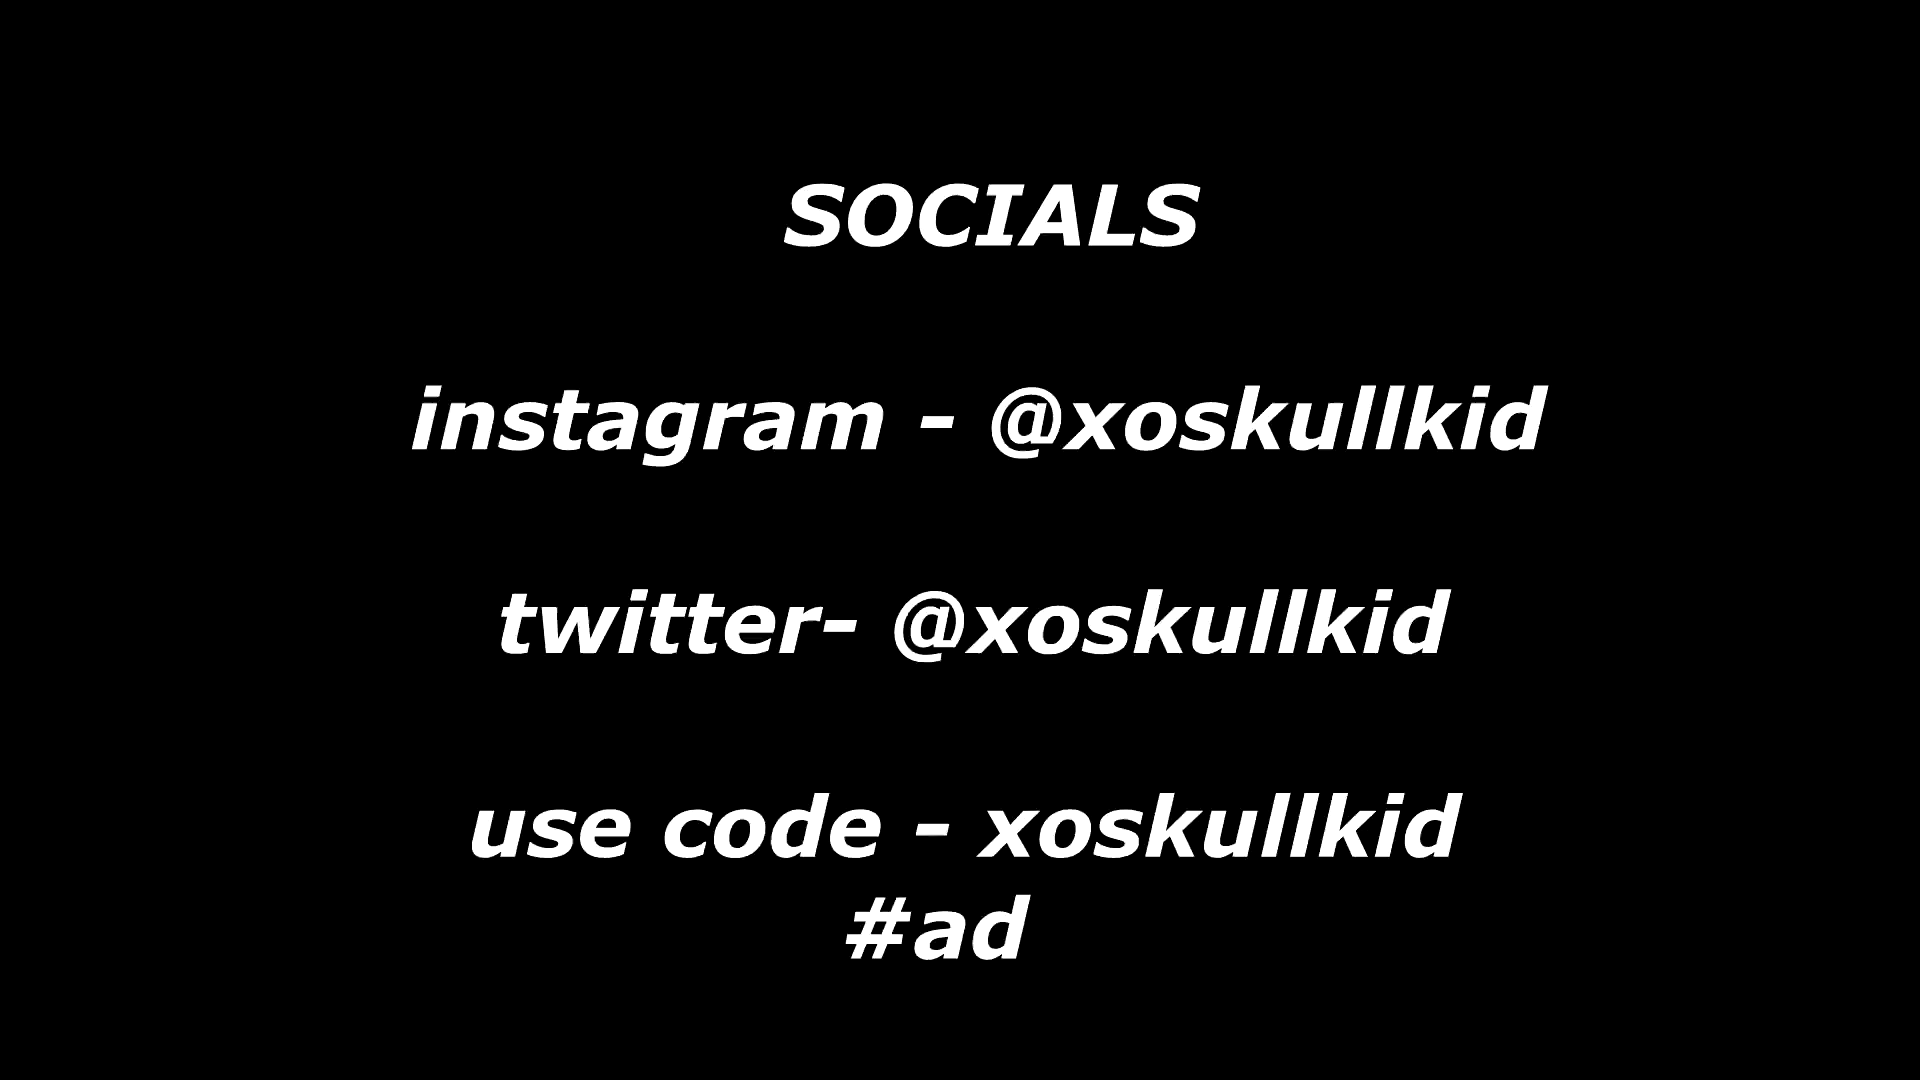 SOCIALS
instagram - @xoskullkid
twitter- @xoskullkid
use code - xoskullkid
#ad